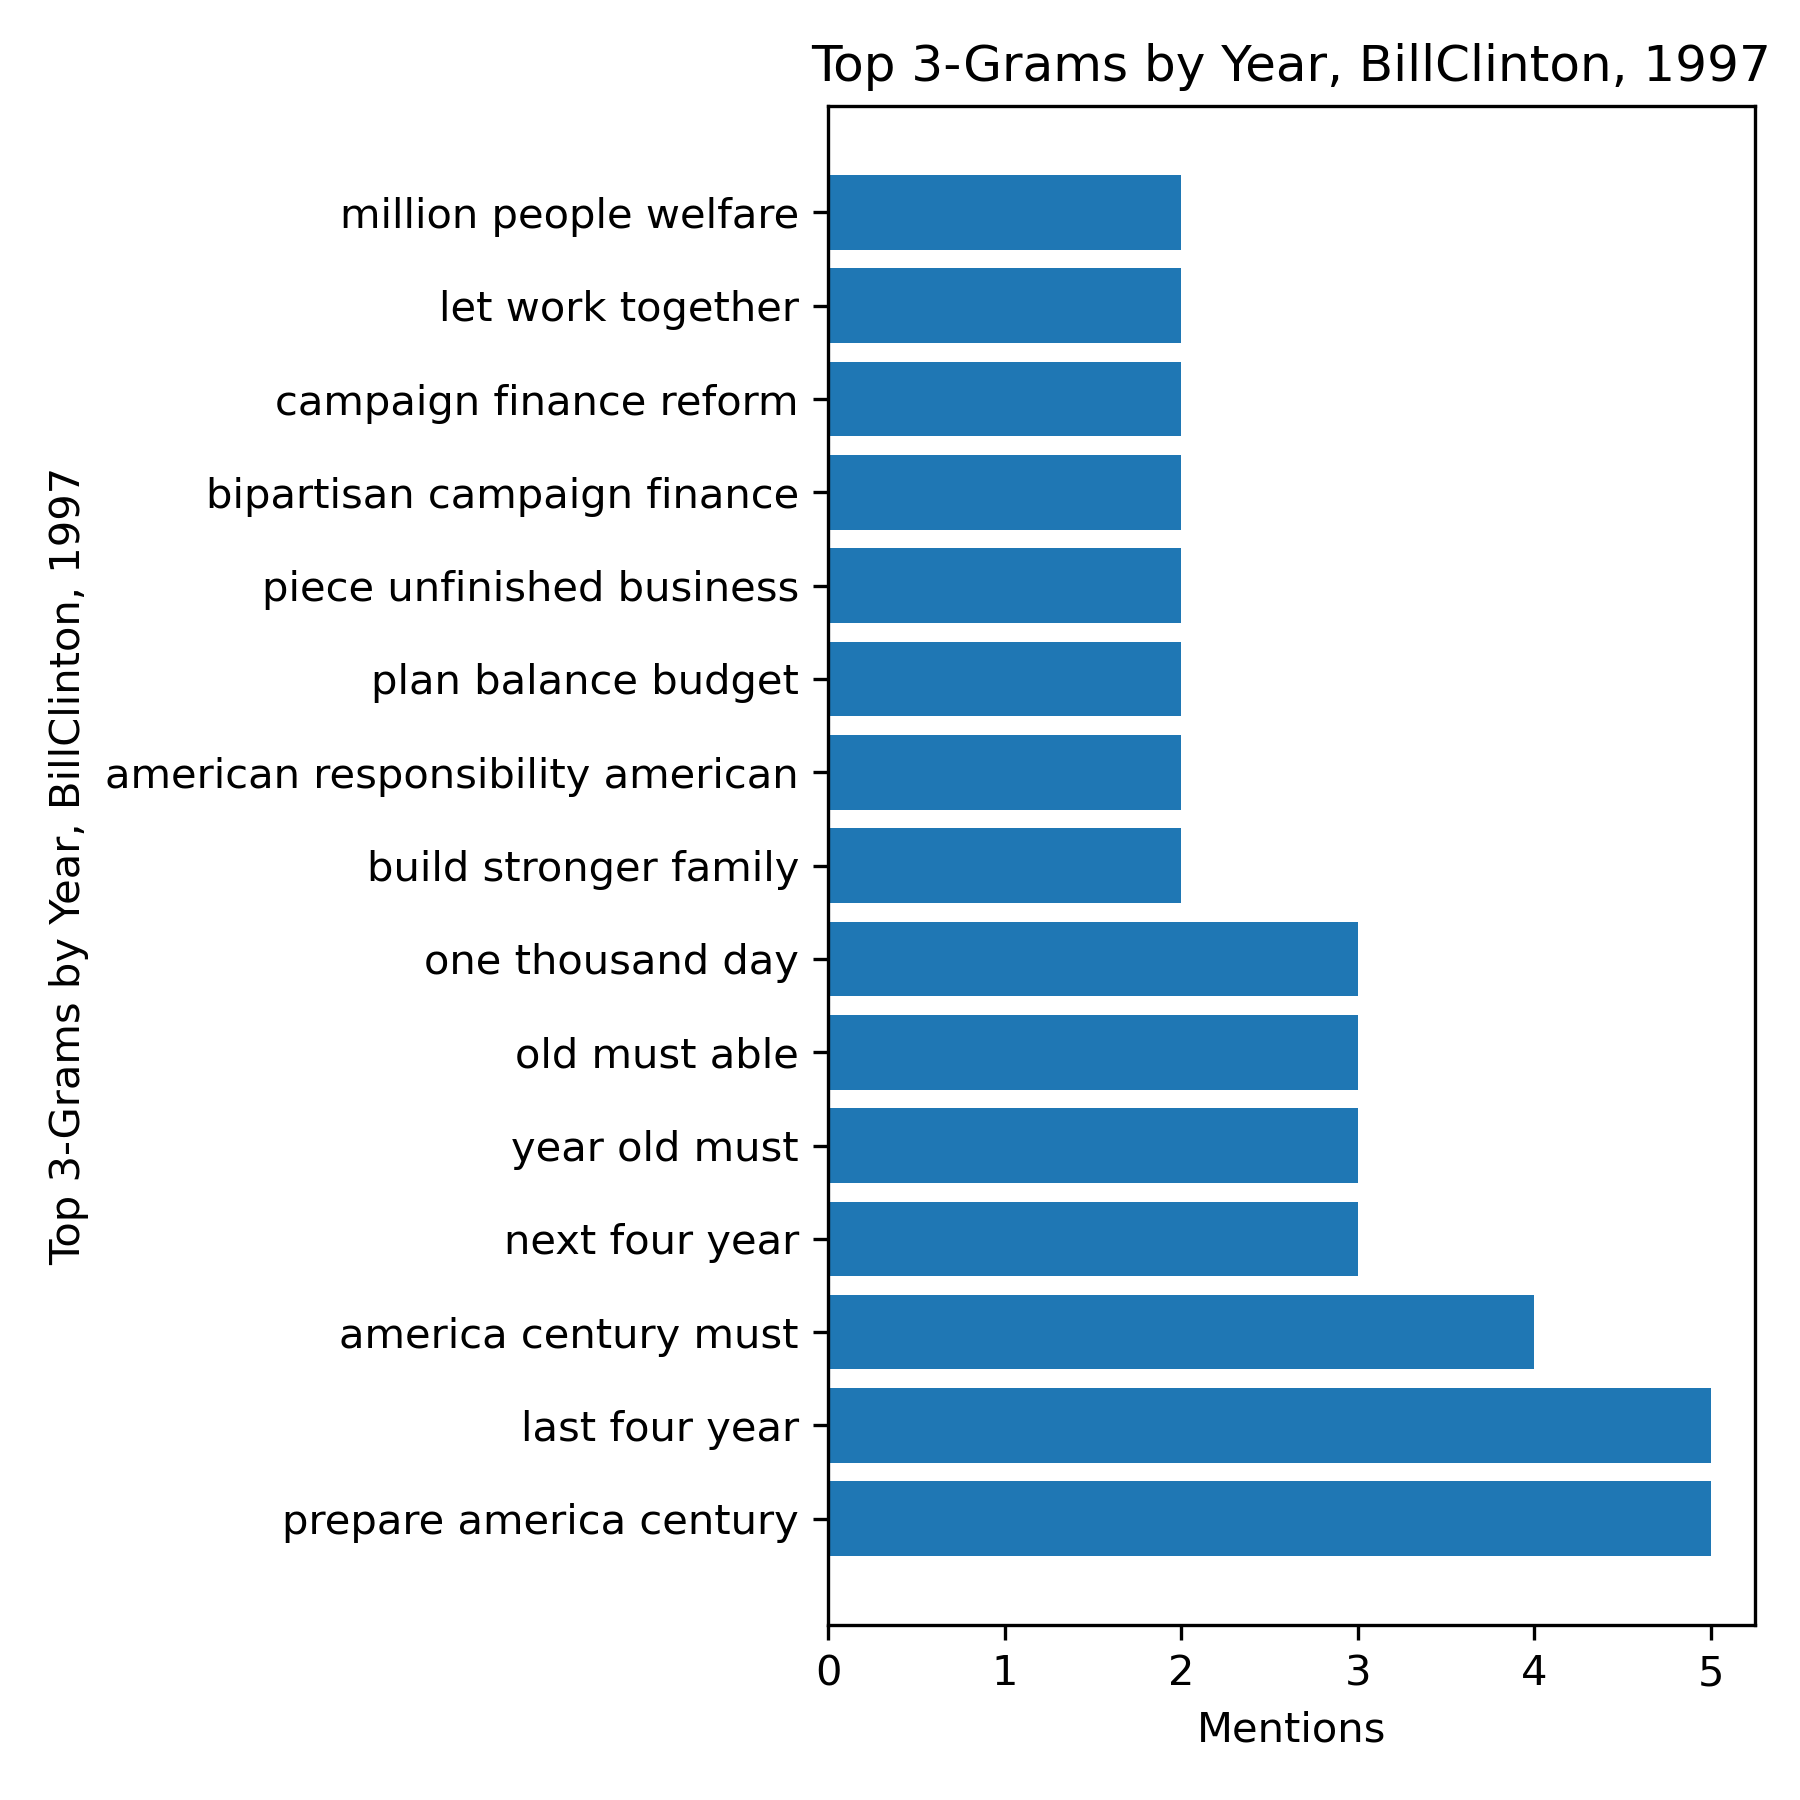 Top 3-Grams by Year, BillClinton, 1997
Top 3-Grams by Year, BillClinton, 1997
million people welfare
let work together
campaign finance reform
bipartisan campaign finance
piece unfinished business
plan balance budget
american responsibility american
build stronger family
one thousand day
old must able
year old must
next four year
america century must
last four year
prepare america century
0 1 2 3 4 5
Mentions